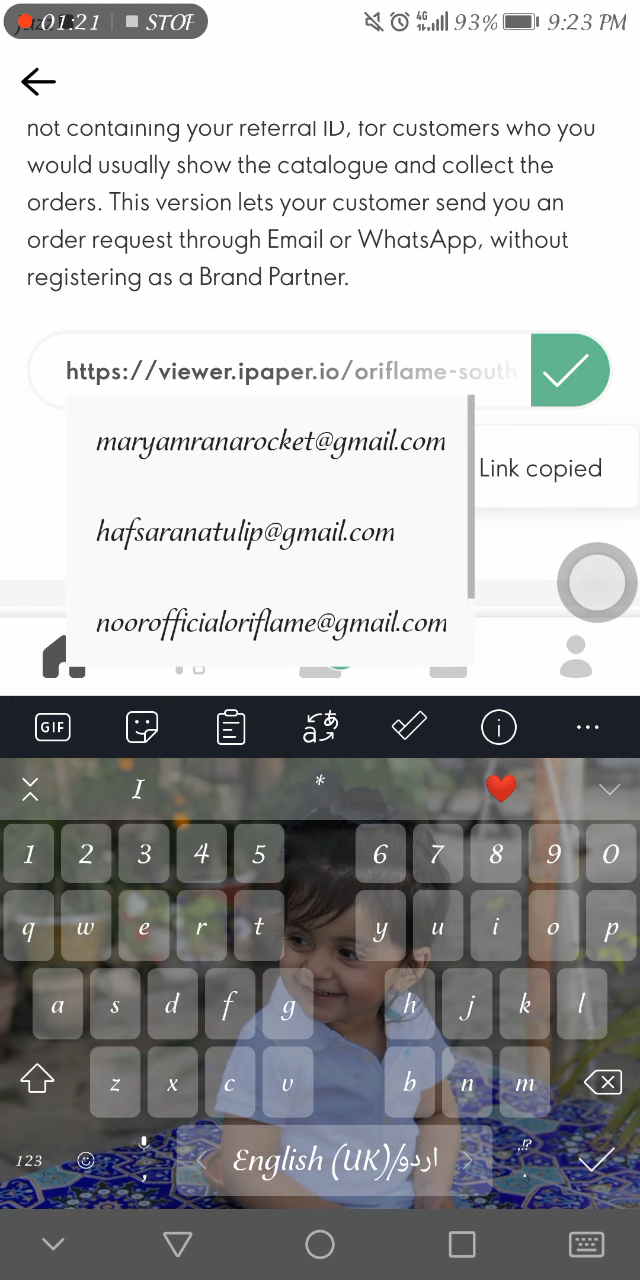 01:21 STOP
4G 93% 9:23 PM
not containing your referral ID, for customers who you
would usually show the catalogue and collect the
orders. This version lets your customer send you an
order request through Email or WhatsApp, without
registering as a Brand Partner.
https://viewer.ipaper.io/oriflame-south-
maryamranarocket@gmail.com
Link copied
hafsaranatulip@gmail.com
noorofficialoriflame@gmail.com
GIF
I * ❤️
1 2 3 4 5 6 7 8 9 0
q w e r t y u i o p
a s d f g h j k l
z x c v b n m
123 , English (UK)/اردو ,!? .